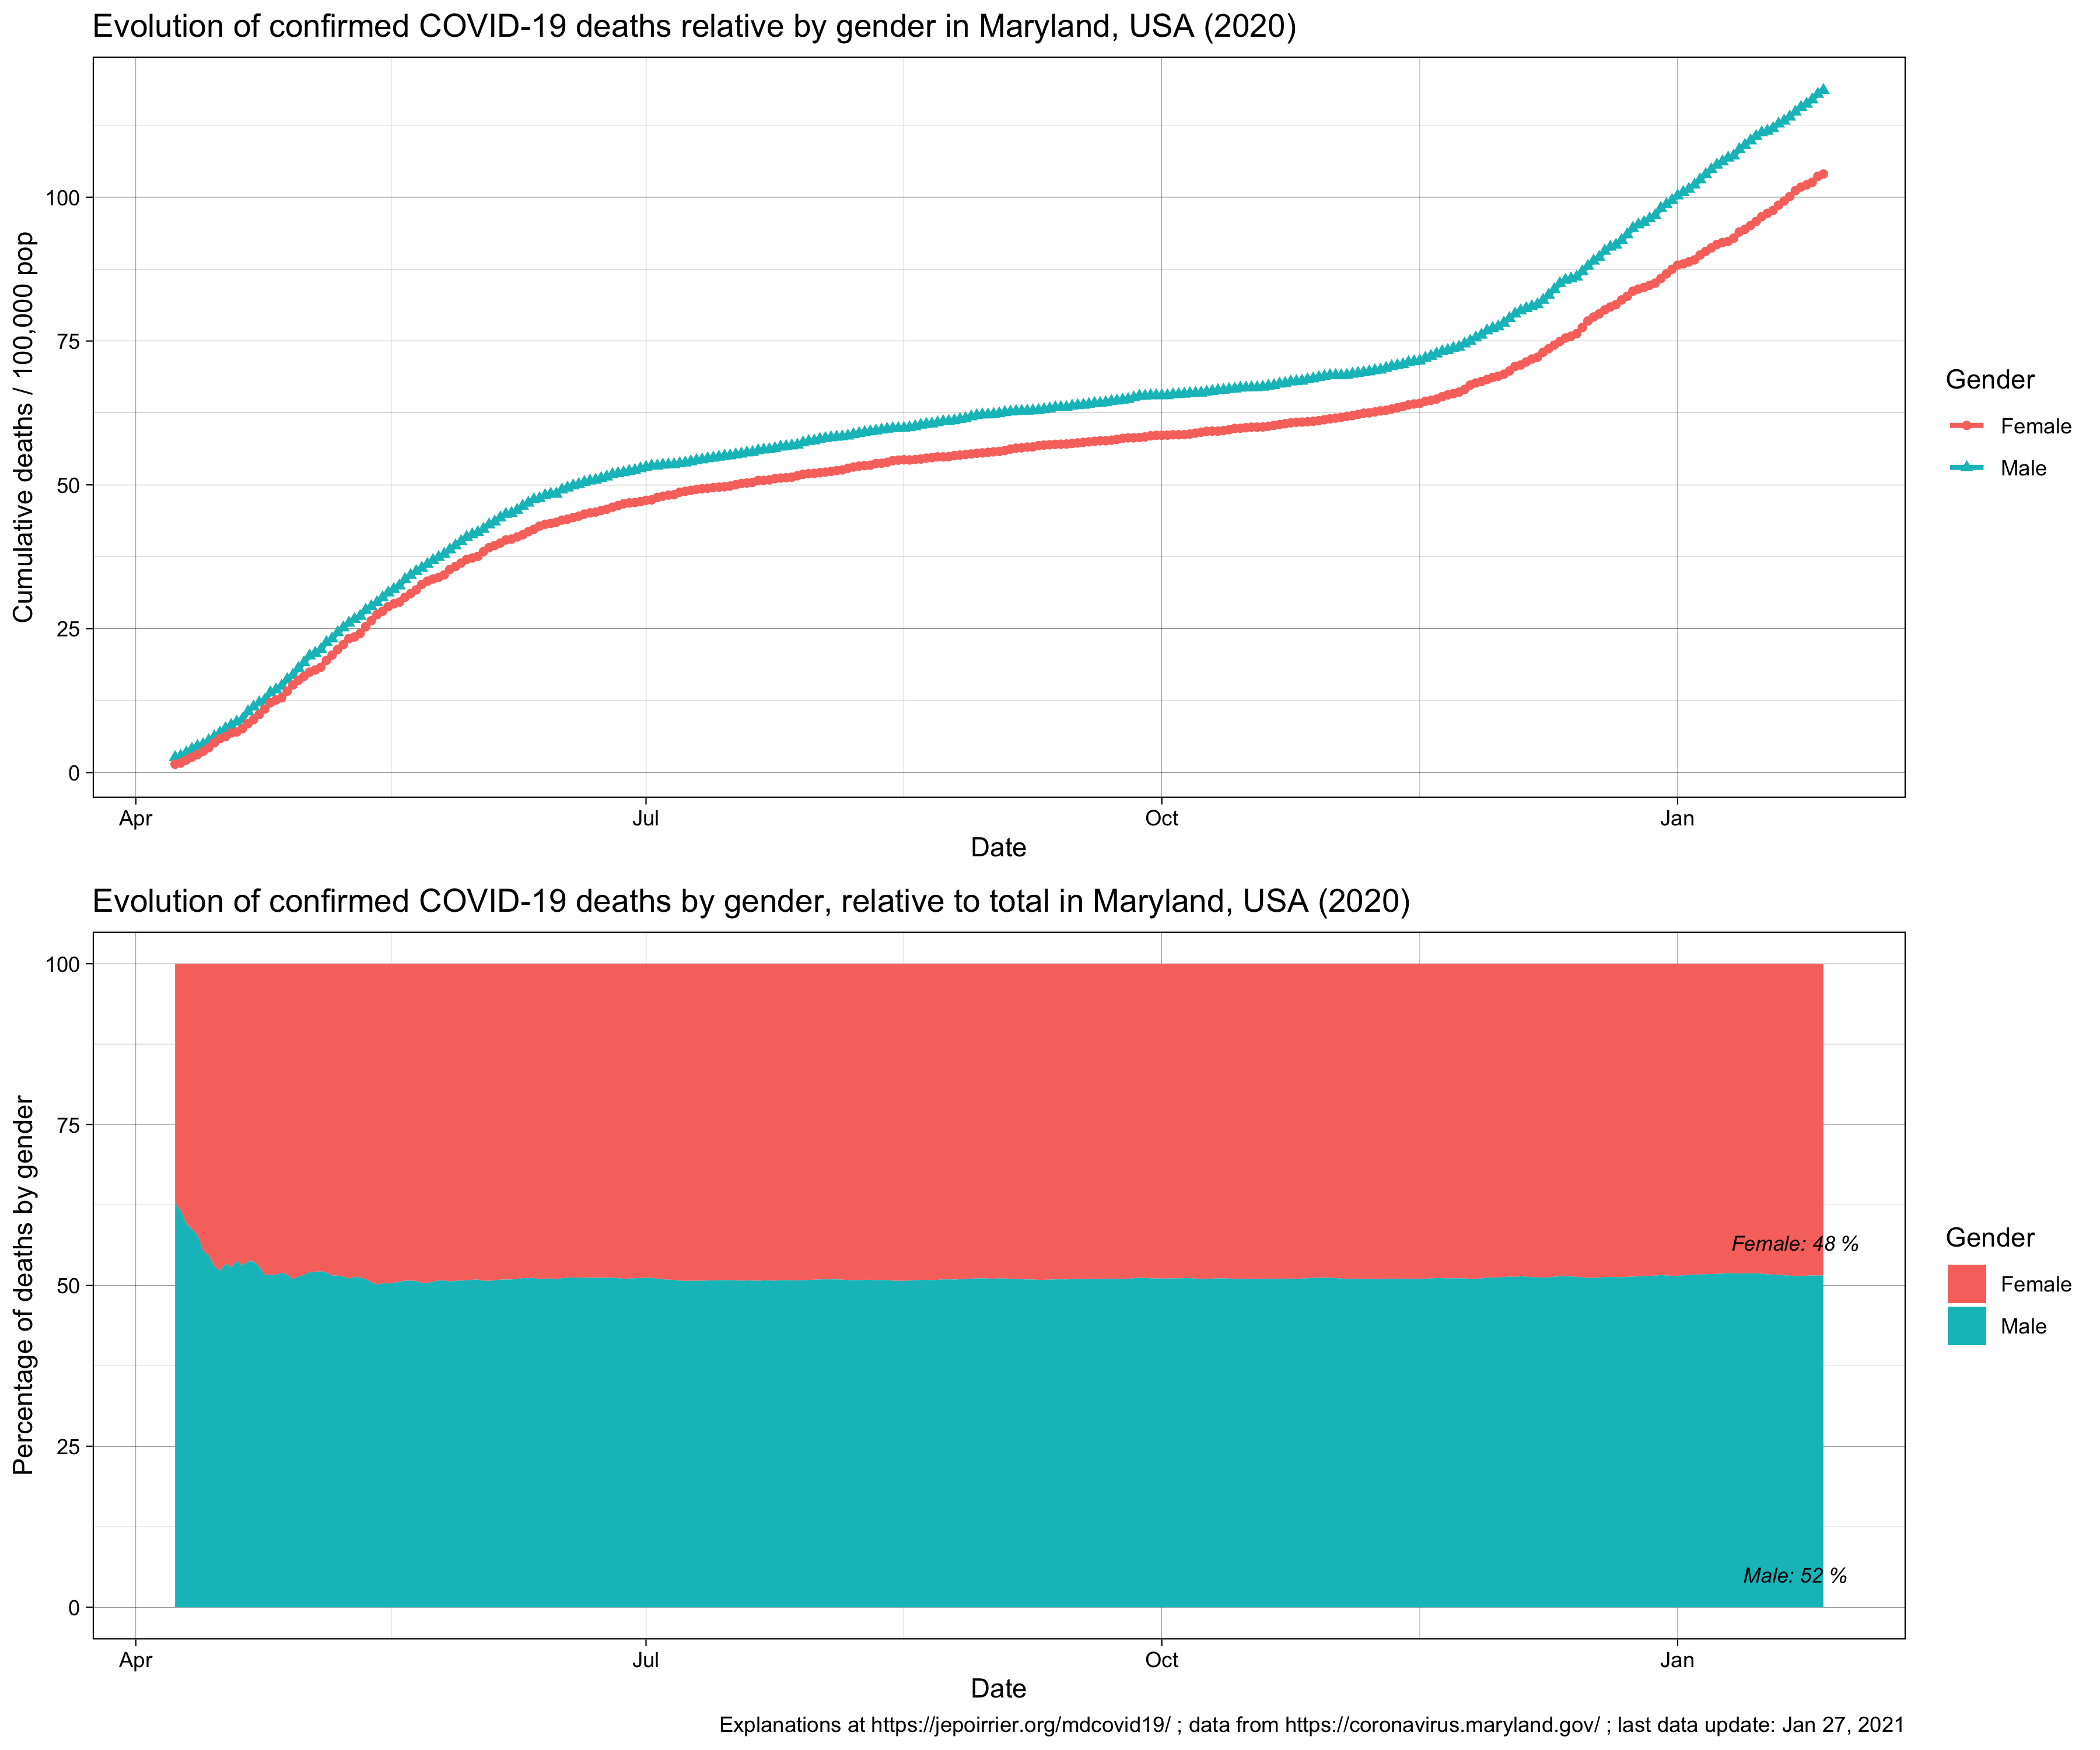 Evolution of confirmed COVID-19 deaths relative by gender in Maryland, USA (2020)
Cumulative deaths / 100,000 pop
100
75
50
25
0
Apr
Jul
Oct
Jan
Date
Gender
Female
Male
Evolution of confirmed COVID-19 deaths by gender, relative to total in Maryland, USA (2020)
Percentage of deaths by gender
100
75
50
25
0
Female: 48 %
Male: 52 %
Apr
Jul
Oct
Jan
Date
Gender
Female
Male
Explanations at https://jepoirrier.org/mdcovid19/ ; data from https://coronavirus.maryland.gov/ ; last data update: Jan 27, 2021